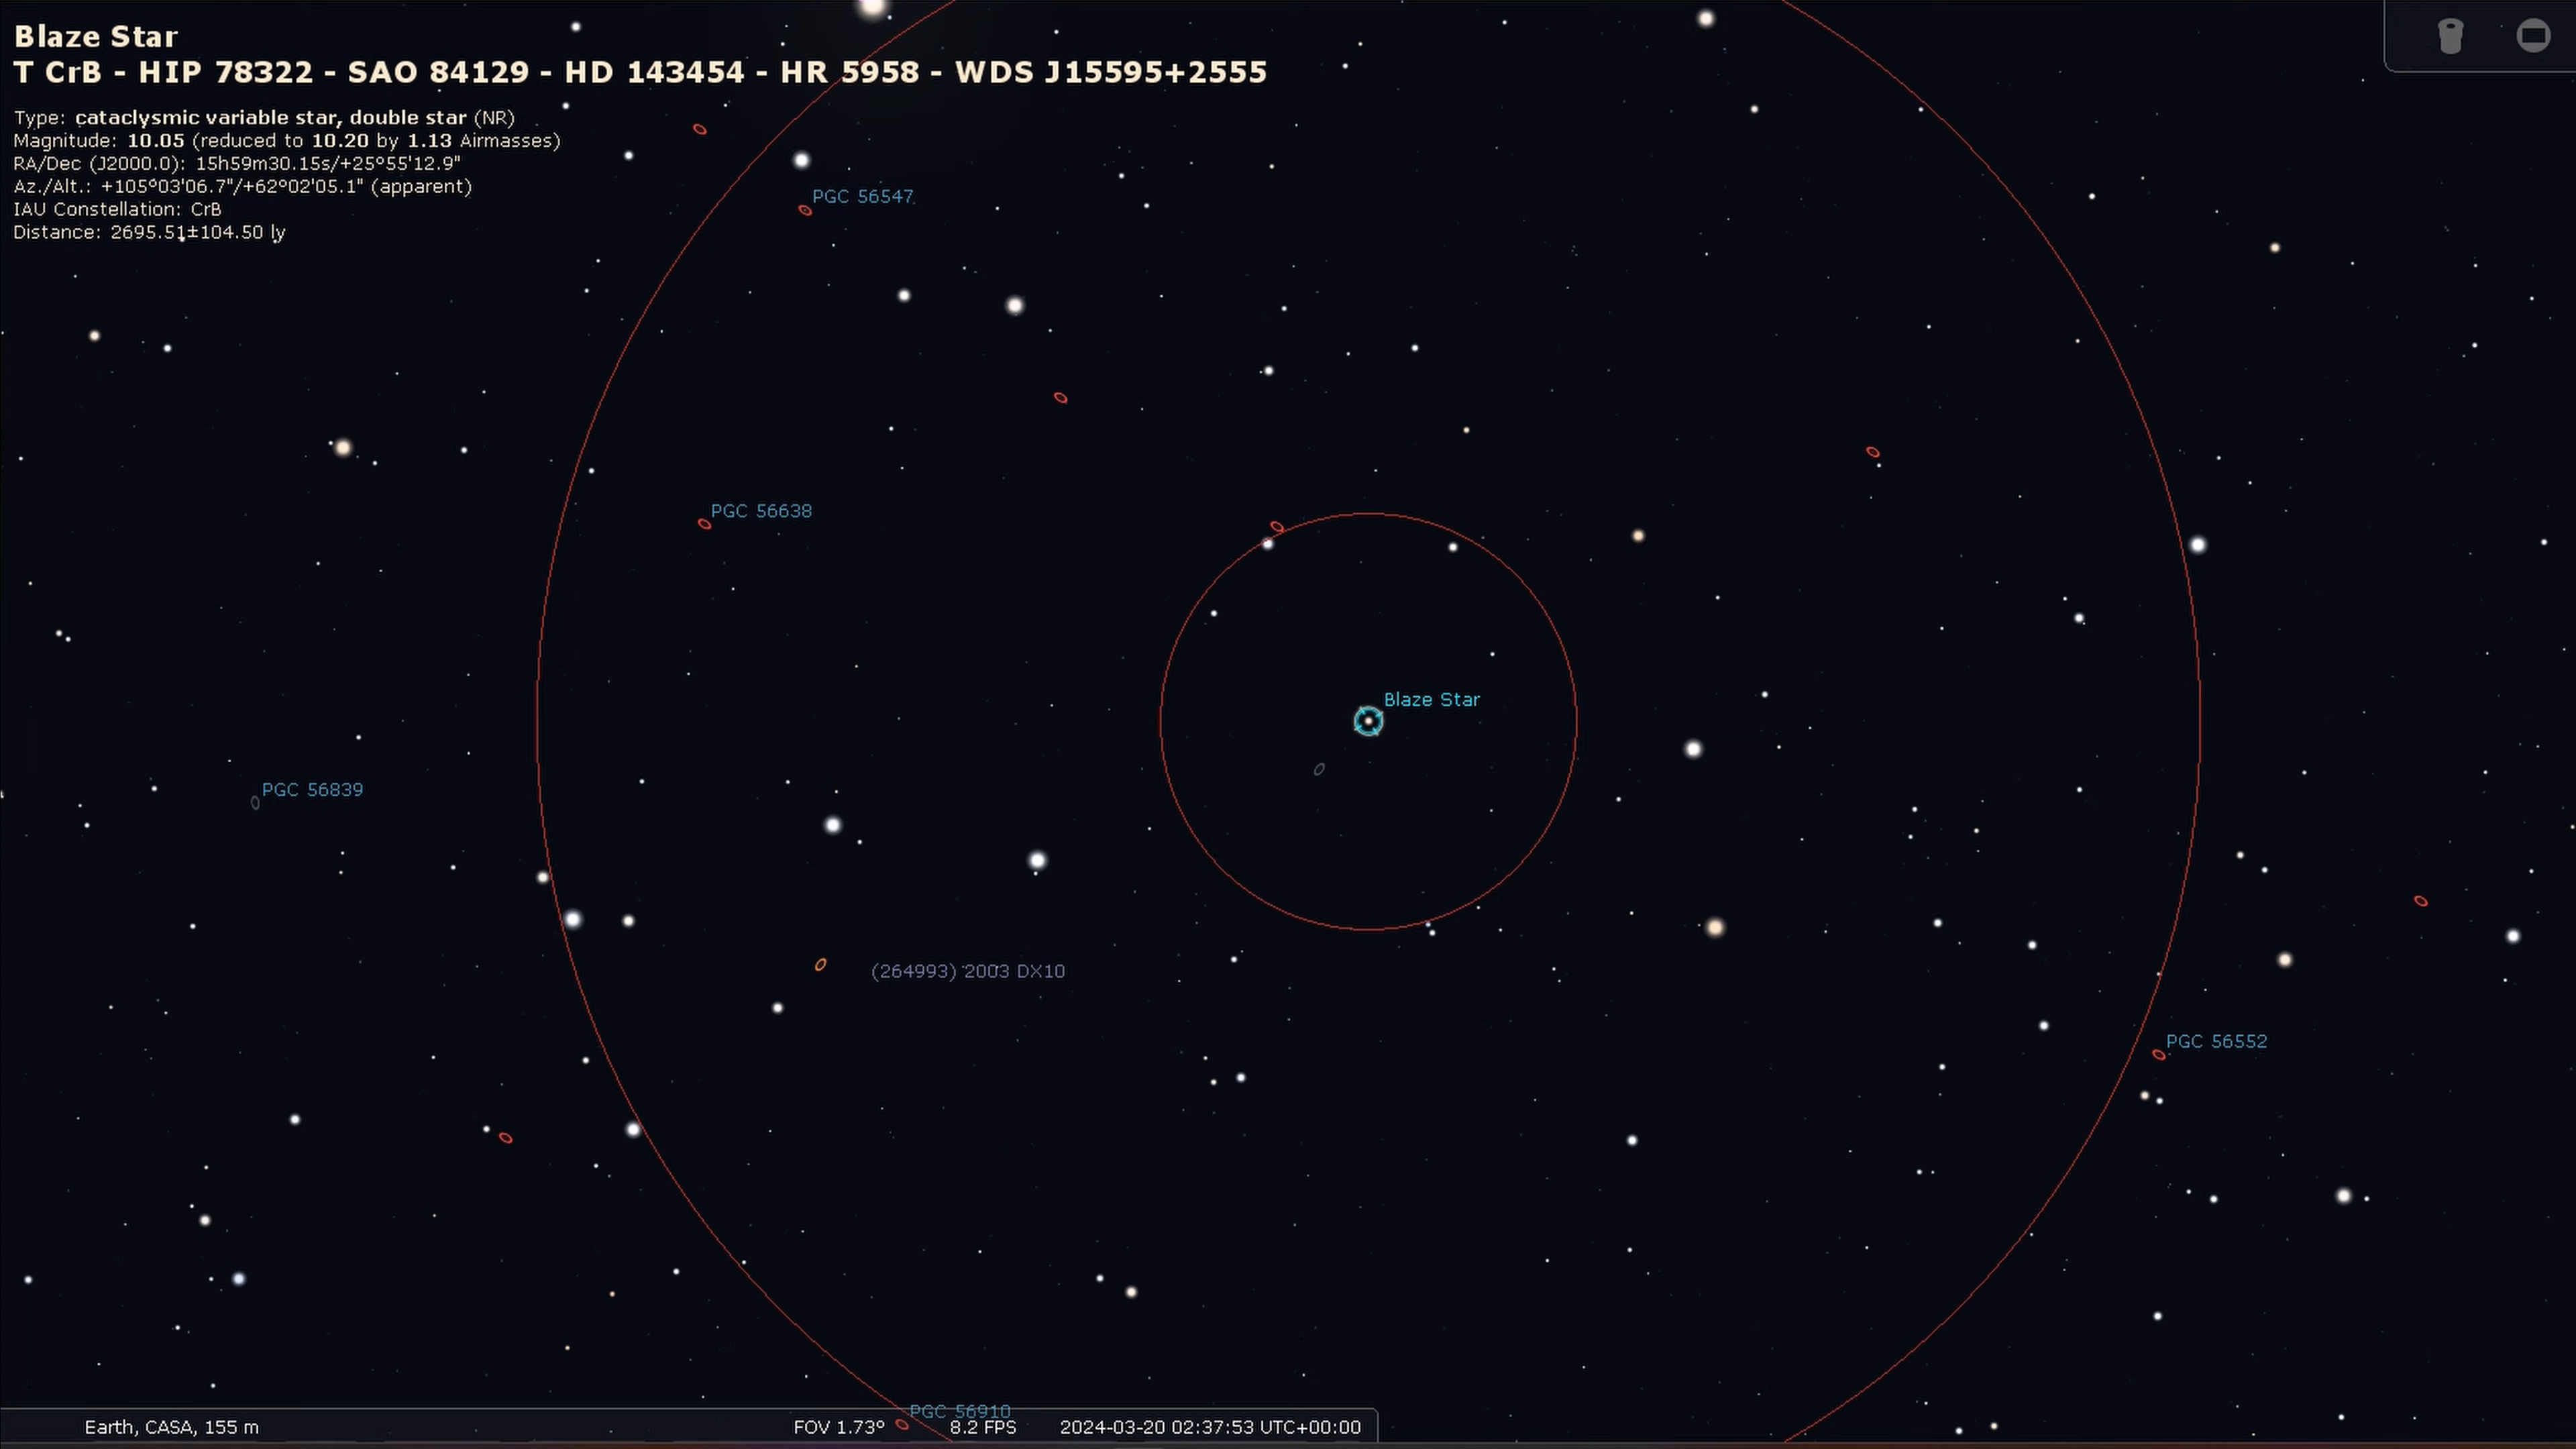 Blaze Star
T CrB - HIP 78322 - SAO 84129 - HD 143454 - HR 5958 - WDS J15595+2555
Type: cataclysmic variable star, double star (NR)
Magnitude: 10.05 (reduced to 10.20 by 1.13 Airmasses)
RA/Dec (J2000.0): 15h59m30.15s/+25°55'12.9"
Az./Alt.: +105°03'06.7"/+62°02'05.1" (apparent)
IAU Constellation: CrB
Distance: 2695.51±104.50 ly
PGC 56547
PGC 56638
Blaze Star
PGC 56839
(264993) 2003 DX10
PGC 56552
PGC 56910
Earth, CASA, 155 m FOV 1.73° 8.2 FPS 2024-03-20 02:37:53 UTC+00:00